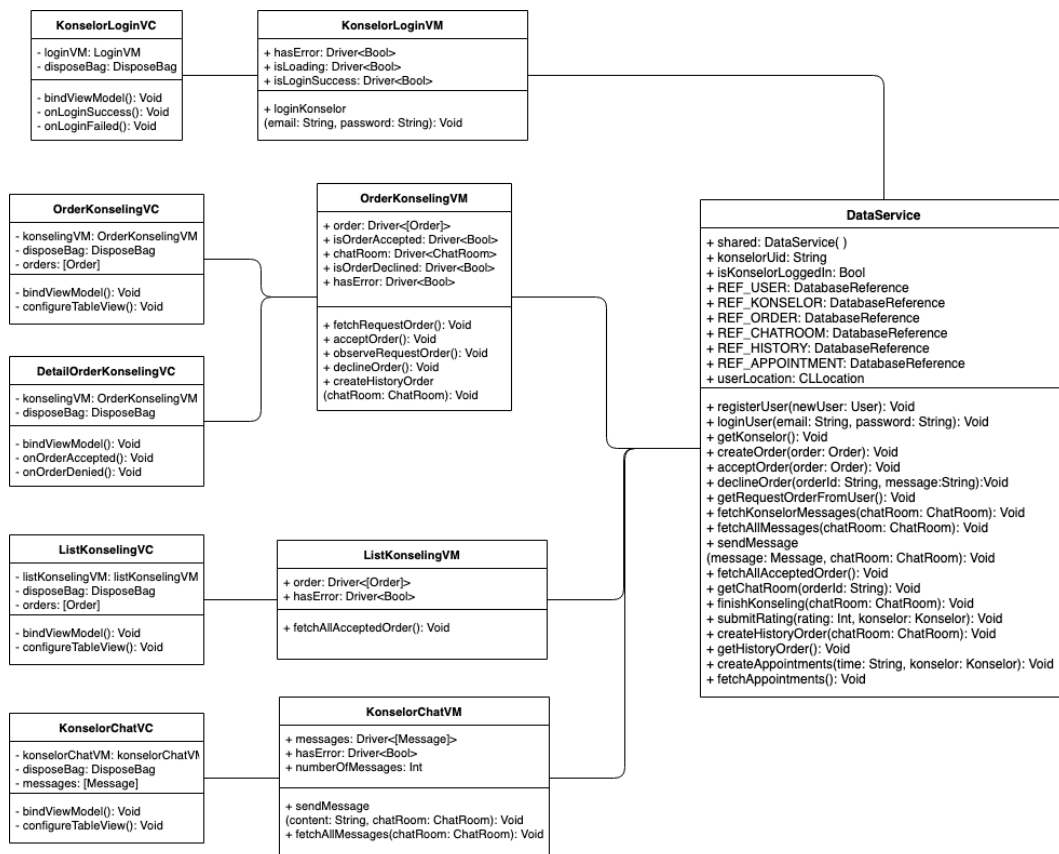 KonselorLoginVC
- loginVM: LoginVM
- disposeBag: DisposeBag
- bindViewModel(): Void
- onLoginSuccess(): Void
- onLoginFailed(): Void
KonselorLoginVM
+ hasError: Driver<Bool>
+ isLoading: Driver<Bool>
+ isLoginSuccess: Driver<Bool>
+ loginKonselor
(email: String, password: String): Void
OrderKonselingVC
- konselingVM: OrderKonselingVM
- disposeBag: DisposeBag
- orders: [Order]
- bindViewModel(): Void
- configureTableView(): Void
OrderKonselingVM
+ order: Driver<[Order]>
+ isOrderAccepted: Driver<Bool>
+ chatRoom: Driver<ChatRoom>
+ isOrderDeclined: Driver<Bool>
+ hasError: Driver<Bool>
+ fetchRequestOrder(): Void
+ acceptOrder(): Void
+ observeRequestOrder(): Void
+ declineOrder(): Void
+ createHistoryOrder
(chatRoom: ChatRoom): Void
DetailOrderKonselingVC
- konselingVM: OrderKonselingVM
- disposeBag: DisposeBag
- bindViewModel(): Void
- onOrderAccepted(): Void
- onOrderDenied(): Void
DataService
+ shared: DataService( )
+ konselorUid: String
+ isKonselorLoggedIn: Bool
+ REF_USER: DatabaseReference
+ REF_KONSELOR: DatabaseReference
+ REF_ORDER: DatabaseReference
+ REF_CHATROOM: DatabaseReference
+ REF_HISTORY: DatabaseReference
+ REF_APPOINTMENT: DatabaseReference
+ userLocation: CLLocation
+ registerUser(newUser: User): Void
+ loginUser(email: String, password: String): Void
+ getKonselor(): Void
+ createOrder(order: Order): Void
+ acceptOrder(order: Order): Void
+ declineOrder(orderId: String, message:String):Void
+ getRequestOrderFromUser(): Void
+ fetchKonselorMessages(chatRoom: ChatRoom): Void
+ fetchAllMessages(chatRoom: ChatRoom): Void
+ sendMessage
(message: Message, chatRoom: ChatRoom): Void
+ fetchAllAcceptedOrder(): Void
+ getChatRoom(orderId: String): Void
+ finishKonseling(chatRoom: ChatRoom): Void
+ submitRating(rating: Int, konselor: Konselor): Void
+ createHistoryOrder(chatRoom: ChatRoom): Void
+ getHistoryOrder(): Void
+ createAppointments(time: String, konselor: Konselor): Void
+ fetchAppointments(): Void
ListKonselingVC
- listKonselingVM: listKonselingVM
- disposeBag: DisposeBag
- orders: [Order]
- bindViewModel(): Void
- configureTableView(): Void
ListKonselingVM
+ order: Driver<[Order]>
+ hasError: Driver<Bool>
+ fetchAllAcceptedOrder(): Void
KonselorChatVC
- konselorChatVM: konselorChatVM
- disposeBag: DisposeBag
- messages: [Message]
- bindViewModel(): Void
- configureTableView(): Void
KonselorChatVM
+ messages: Driver<[Message]>
+ hasError: Driver<Bool>
+ numberOfMessages: Int
+ sendMessage
(content: String, chatRoom: ChatRoom): Void
+ fetchAllMessages(chatRoom: ChatRoom): Void